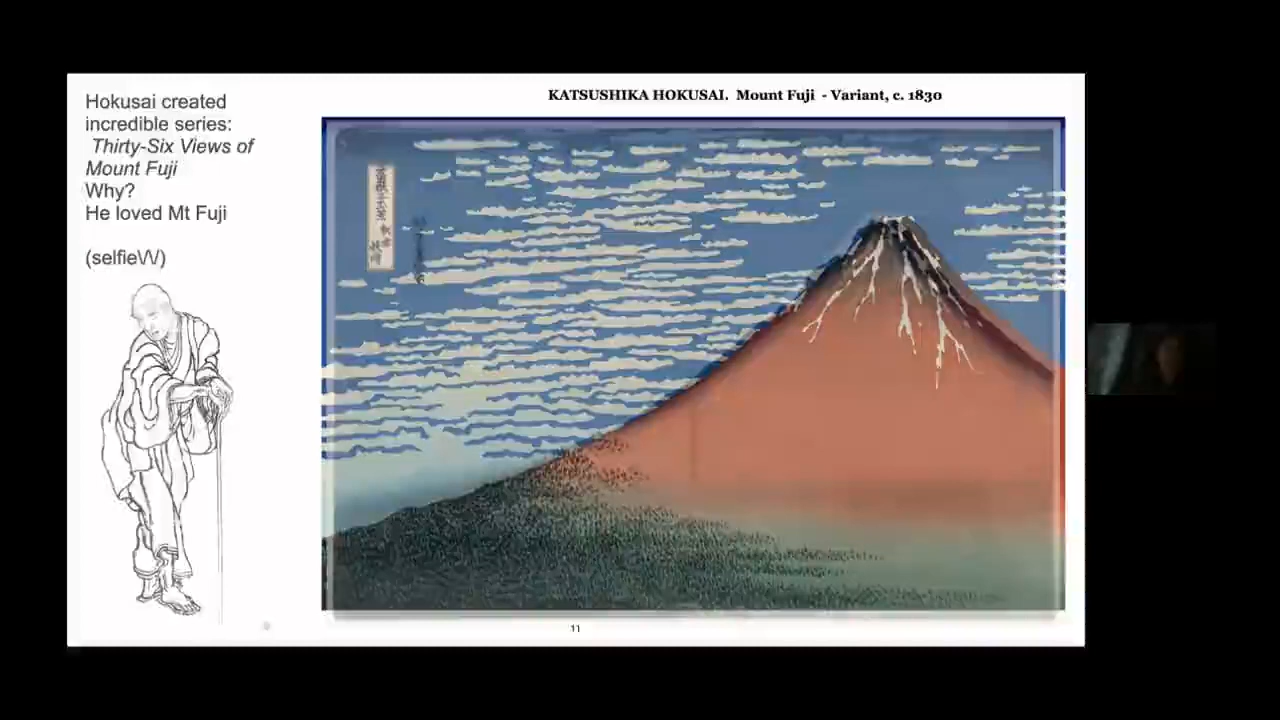 Hokusai created
incredible series:
Thirty-Six Views of
Mount Fuji
Why?
He loved Mt Fuji
(selfie\/\/)
KATSUSHIKA HOKUSAI. Mount Fuji - Variant, c. 1830
11